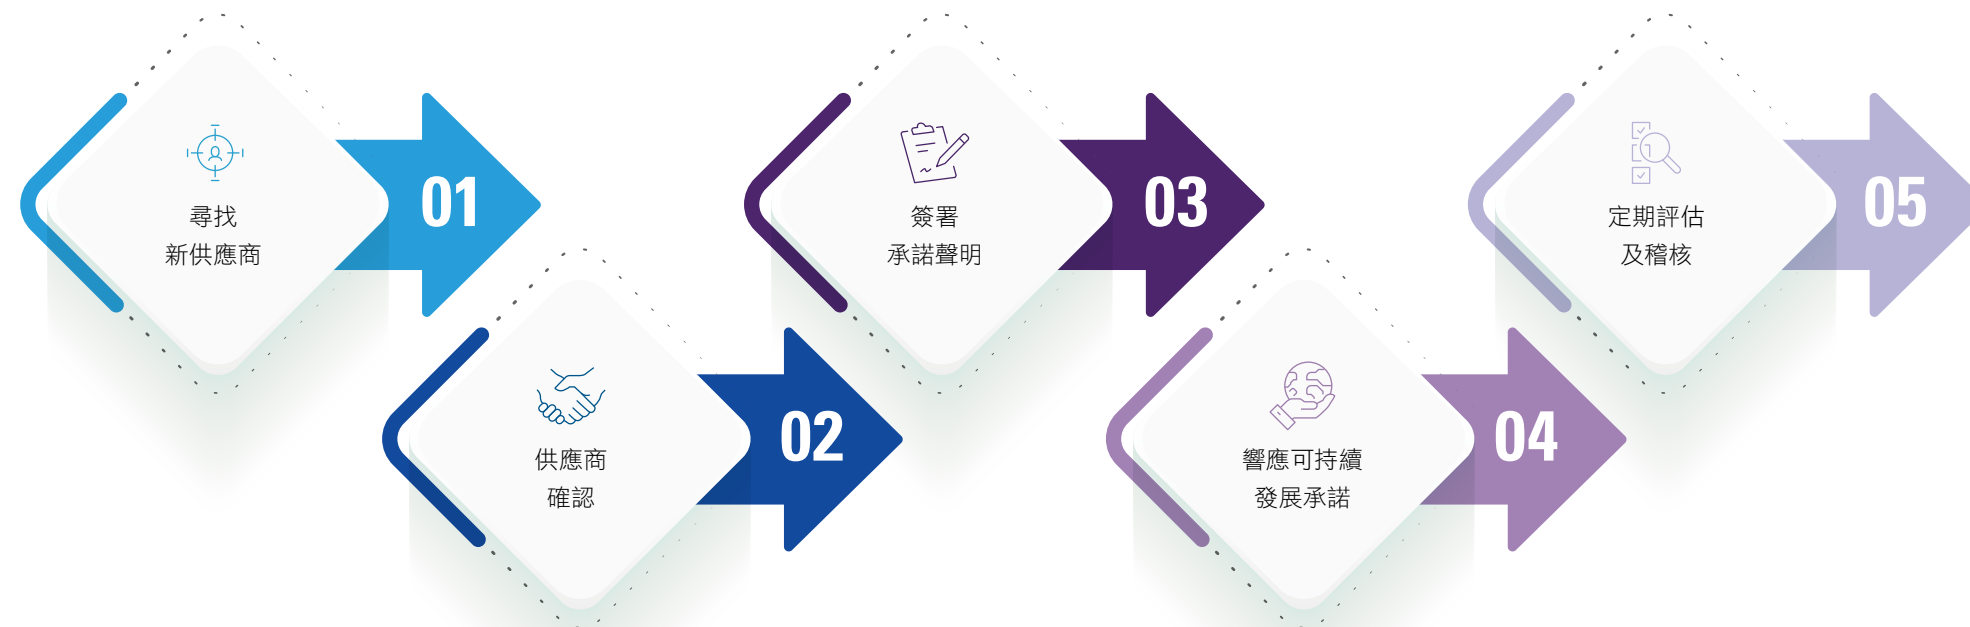 尋找
新供應商
01
供應商
確認
02
簽署
承諾聲明
03
響應可持續
發展承諾
04
定期評估
及稽核
05